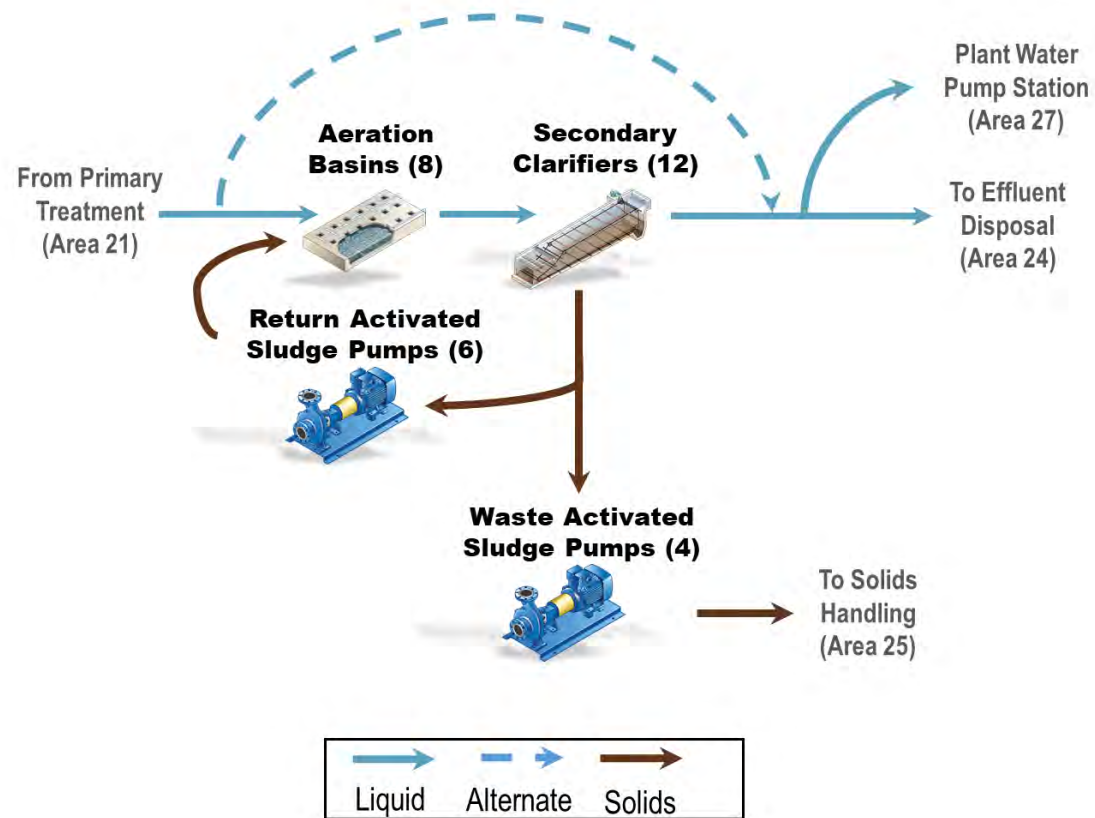 Plant Water
Pump Station
(Area 27)
Aeration
Basins (8)
Secondary
Clarifiers (12)
From Primary
Treatment
(Area 21)
To Effluent
Disposal
(Area 24)
Return Activated
Sludge Pumps (6)
Waste Activated
Sludge Pumps (4)
To Solids
Handling
(Area 25)
Liquid
Alternate
Solids